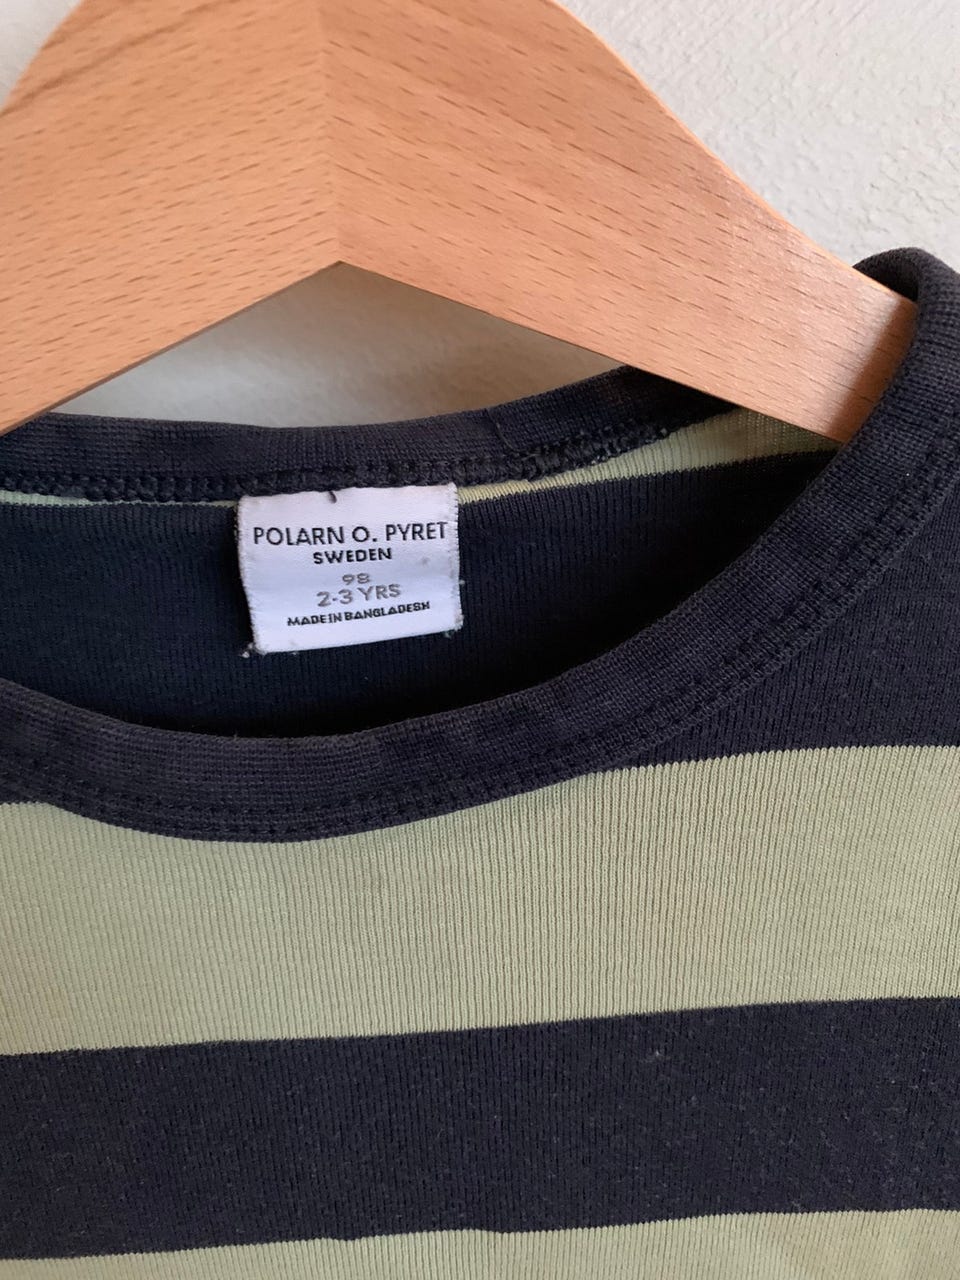 POLARN O. PYRET
SWEDEN
98
2-3 YRS
MADE IN BANGLADESH